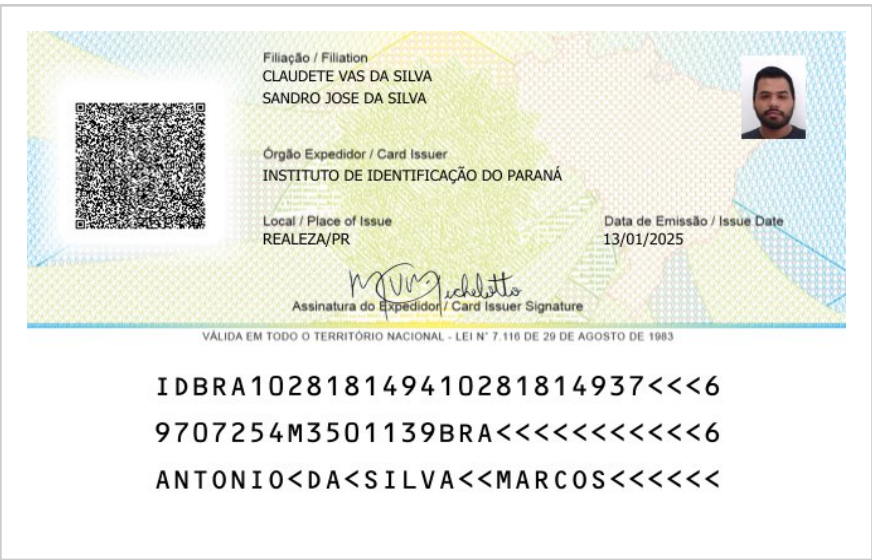 Filiação / Filiation
CLAUDETE VAS DA SILVA
SANDRO JOSE DA SILVA
Órgão Expedidor / Card Issuer
INSTITUTO DE IDENTIFICAÇÃO DO PARANÁ
Local / Place of Issue
REALEZA/PR
Data de Emissão / Issue Date
13/01/2025
MVMichelotto
Assinatura do Expedidor / Card Issuer Signature
VÁLIDA EM TODO O TERRITÓRIO NACIONAL - LEI N° 7.116 DE 29 DE AGOSTO DE 1983
IDBRA102818149410281814937<<<6
9707254M3501139BRA<<<<<<<<<<<6
ANTONIO<DA<SILVA<<MARCOS<<<<<<